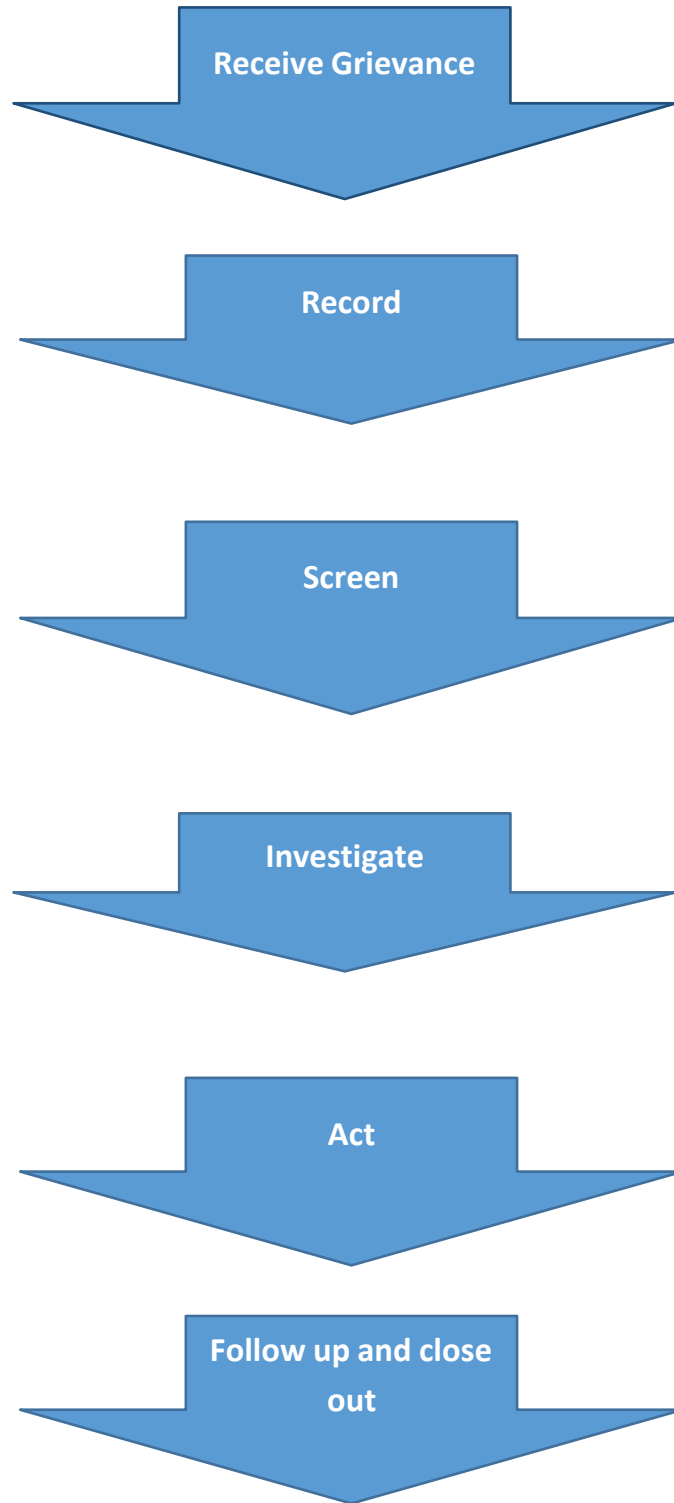 Receive Grievance
Record
Screen
Investigate
Act
Follow up and close
out